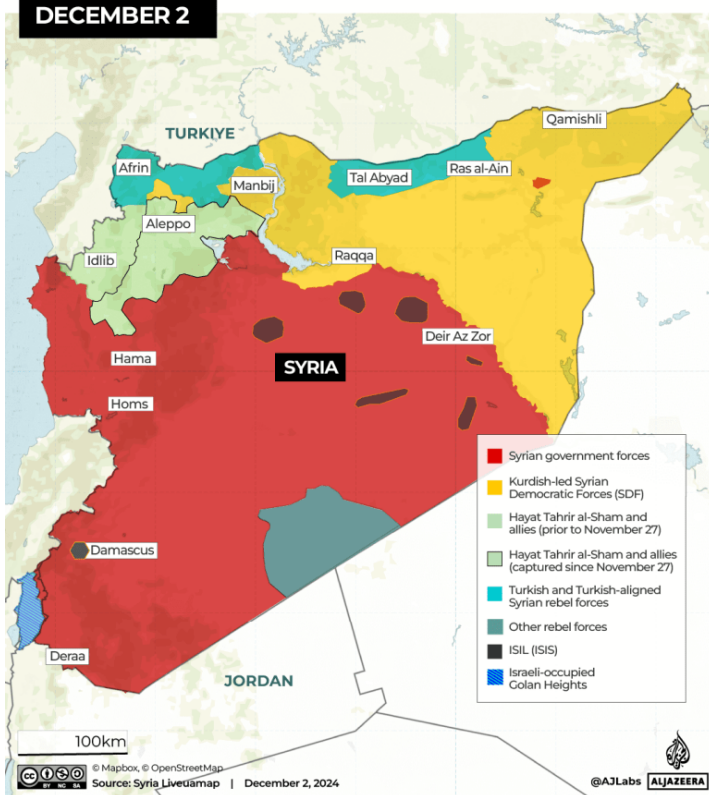 DECEMBER 2
TURKIYE
Qamishli
Afrin
Manbij
Tal Abyad
Ras al-Ain
Aleppo
Idlib
Raqqa
Deir Az Zor
Hama
SYRIA
Homs
Damascus
Deraa
JORDAN
Syrian government forces
Kurdish-led Syrian
Democratic Forces (SDF)
Hayat Tahrir al-Sham and
allies (prior to November 27)
Hayat Tahrir al-Sham and allies
(captured since November 27)
Turkish and Turkish-aligned
Syrian rebel forces
Other rebel forces
ISIL (ISIS)
Israeli-occupied
Golan Heights
100km
© Mapbox, © OpenStreetMap
Source: Syria Liveuamap | December 2, 2024
CC BY NC SA
@AJLabs
ALJAZEERA